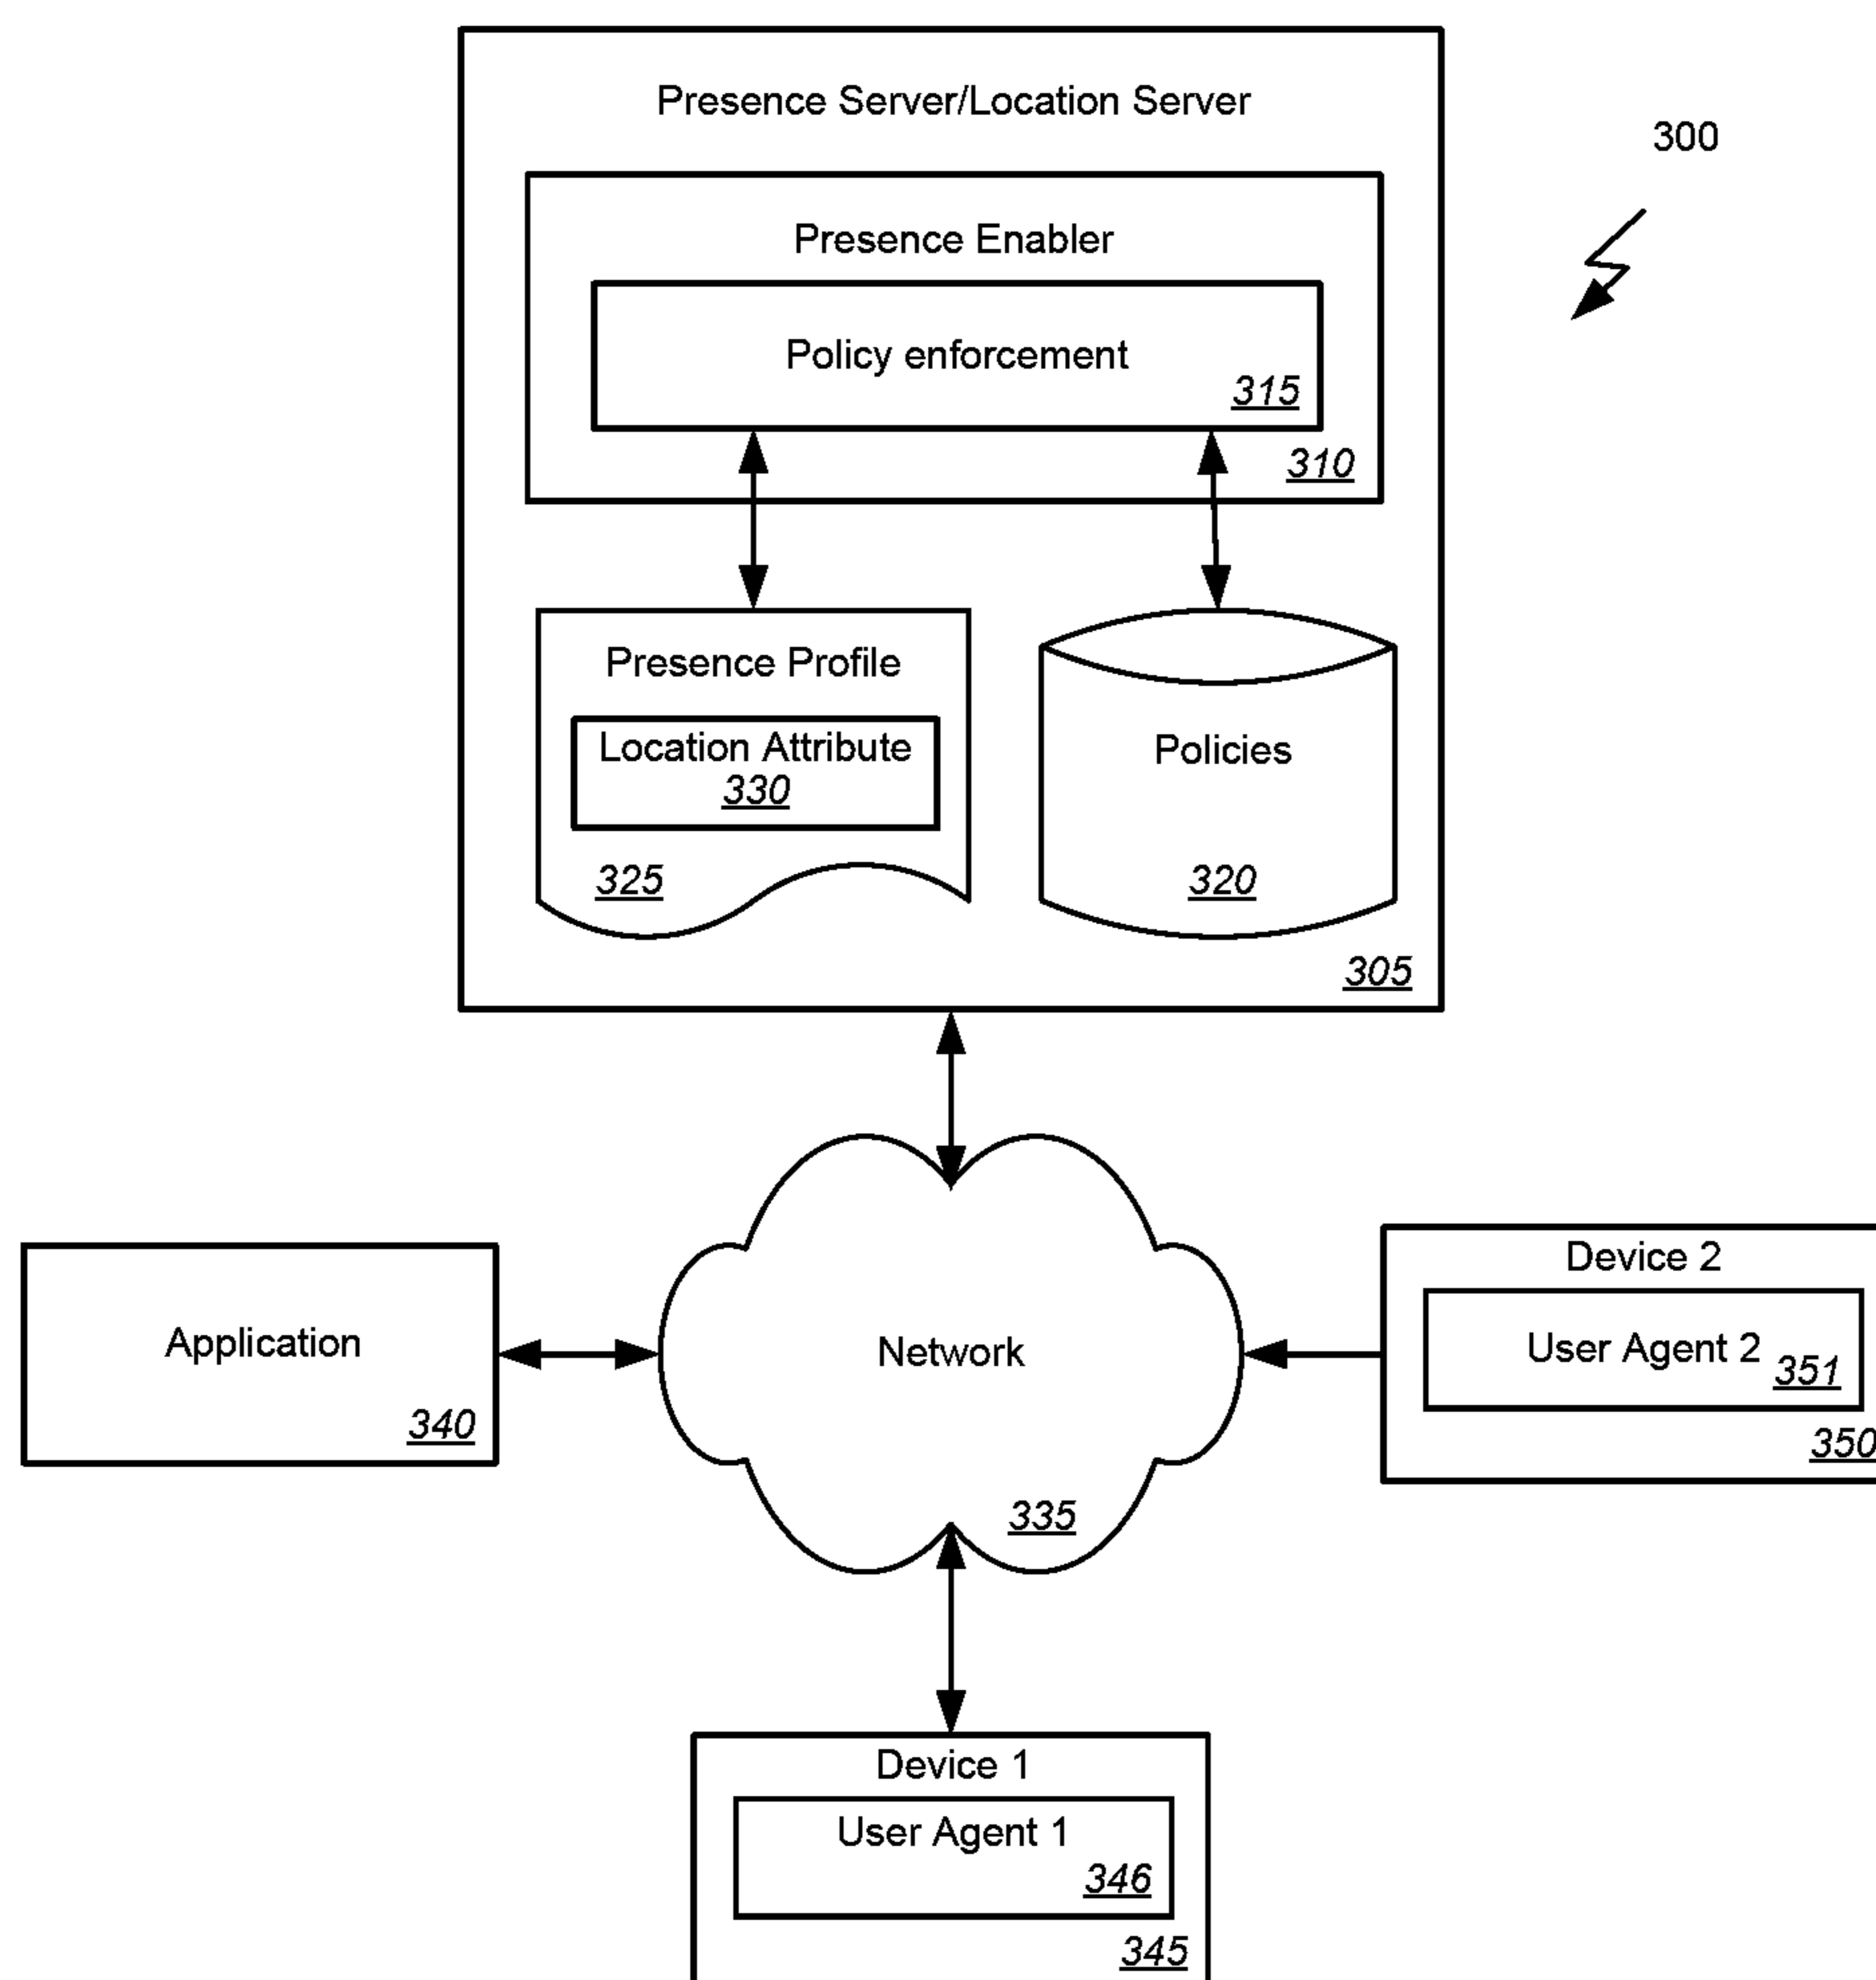 Presence Server/Location Server
300
Presence Enabler
Policy enforcement
315
310
Presence Profile
Location Attribute
330
325
Policies
320
305
Application
340
Network
335
Device 2
User Agent 2
351
350
Device 1
User Agent 1
346
345